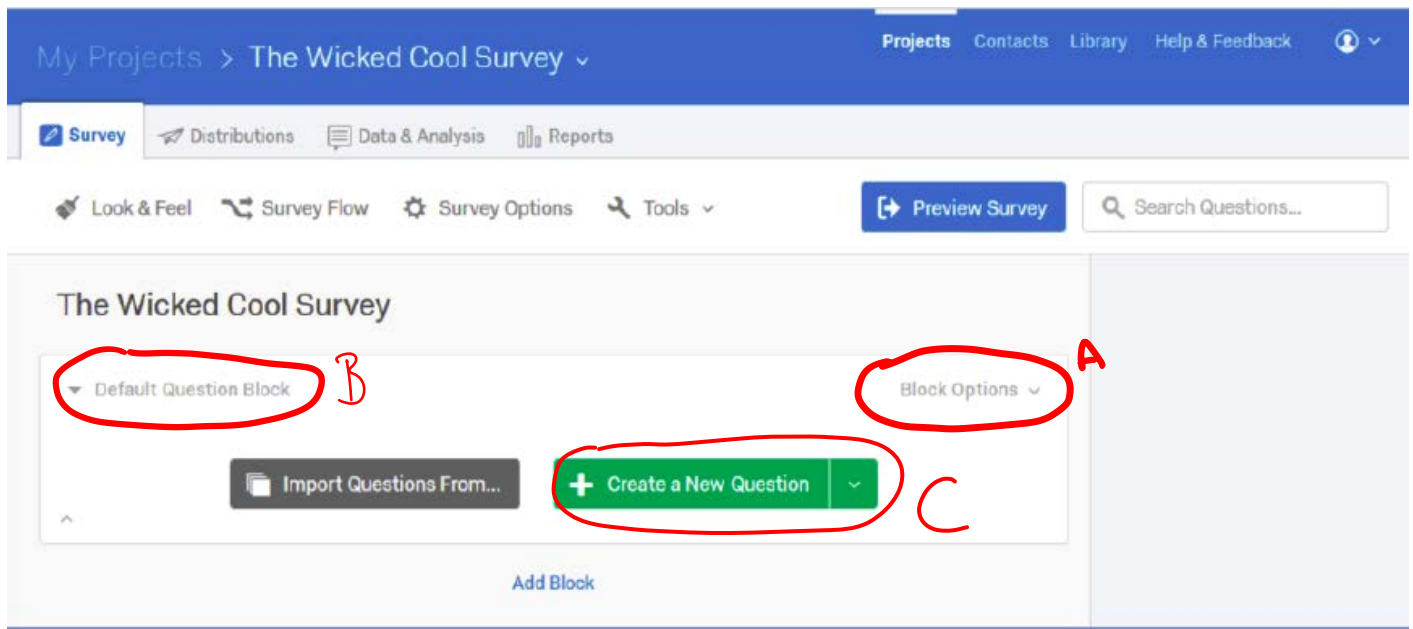 My Projects > The Wicked Cool Survey
Projects Contacts Library Help & Feedback
Survey Distributions Data & Analysis Reports
Look & Feel Survey Flow Survey Options Tools
Preview Survey Search Questions...
The Wicked Cool Survey
A
Default Question Block B Block Options
Import Questions From... + Create a New Question C
Add Block